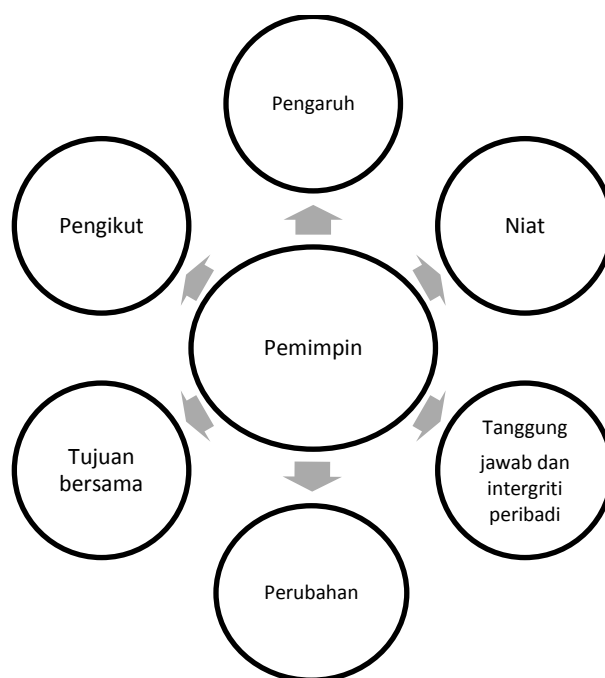 Pengaruh
Pengikut
Niat
Pemimpin
Tujuan
bersama
Tanggung
jawab dan
intergriti
peribadi
Perubahan